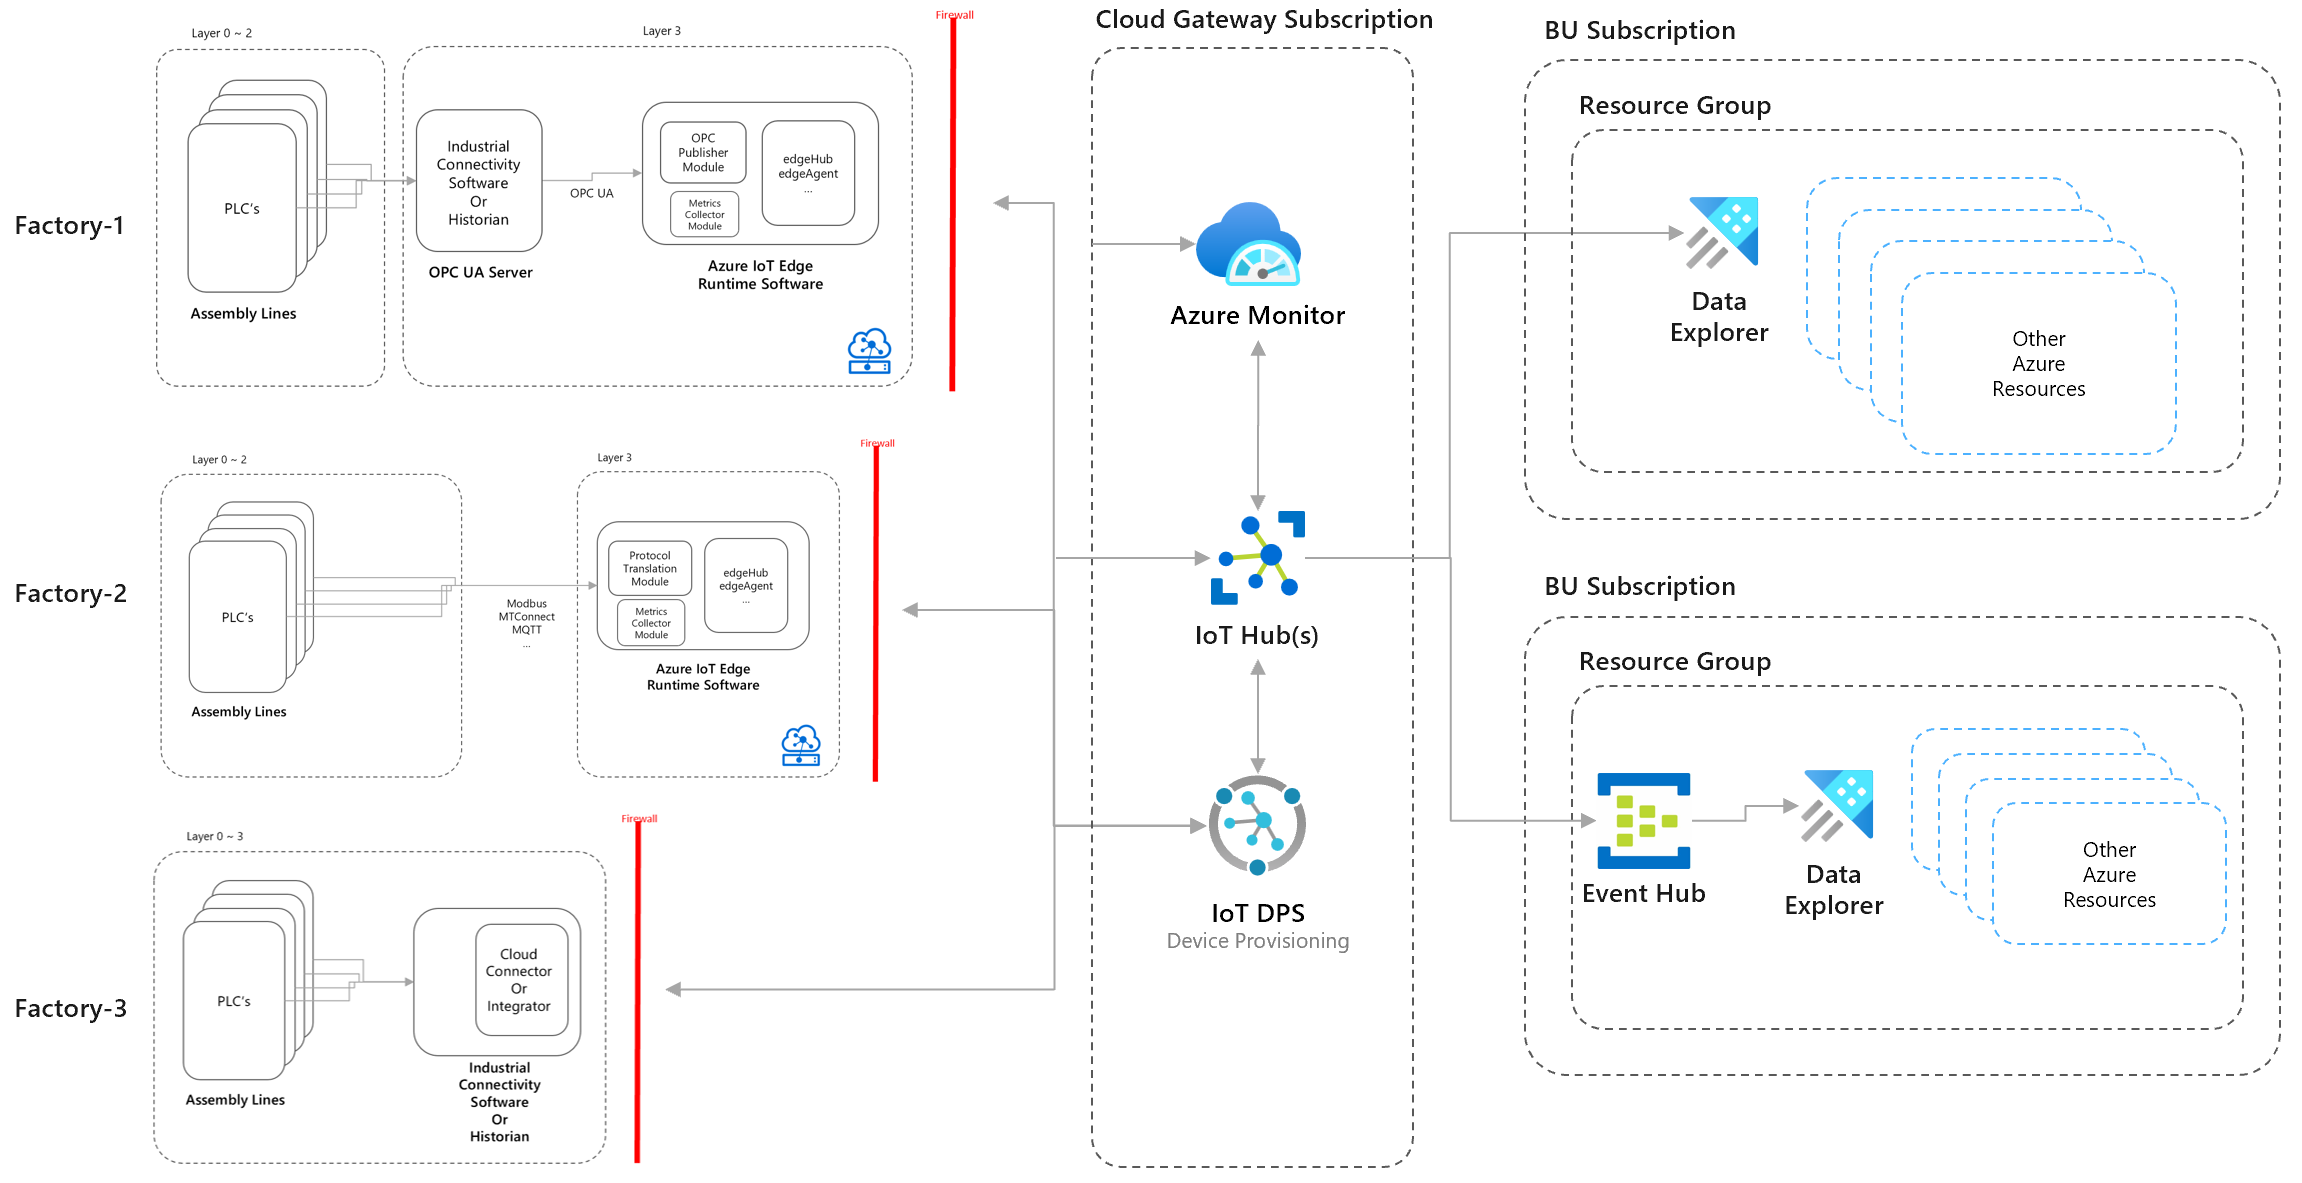 Factory-1
Layer 0 ~ 2
PLC's
Assembly Lines
Layer 3
Industrial
Connectivity
Software
Or
Historian
OPC UA Server
OPC UA
OPC
Publisher
Module
Metrics
Collector
Module
edgeHub
edgeAgent
...
Azure IoT Edge
Runtime Software
Firewall
Factory-2
Layer 0 ~ 2
PLC's
Assembly Lines
Modbus
MTConnect
MQTT
...
Layer 3
Protocol
Translation
Module
Metrics
Collector
Module
edgeHub
edgeAgent
...
Azure IoT Edge
Runtime Software
Firewall
Factory-3
Layer 0 ~ 3
PLC's
Assembly Lines
Cloud
Connector
Or
Integrator
Industrial
Connectivity
Software
Or
Historian
Firewall
Cloud Gateway Subscription
Azure Monitor
IoT Hub(s)
IoT DPS
Device Provisioning
BU Subscription
Resource Group
Data
Explorer
Other
Azure
Resources
BU Subscription
Resource Group
Event Hub
Data
Explorer
Other
Azure
Resources